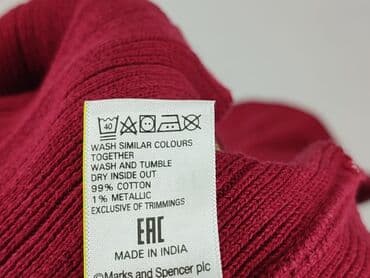 40
WASH SIMILAR COLOURS
TOGETHER
WASH AND TUMBLE
DRY INSIDE OUT
99% COTTON
1% METALLIC
EXCLUSIVE OF TRIMMINGS
EAC
MADE IN INDIA
©Marks and Spencer plc